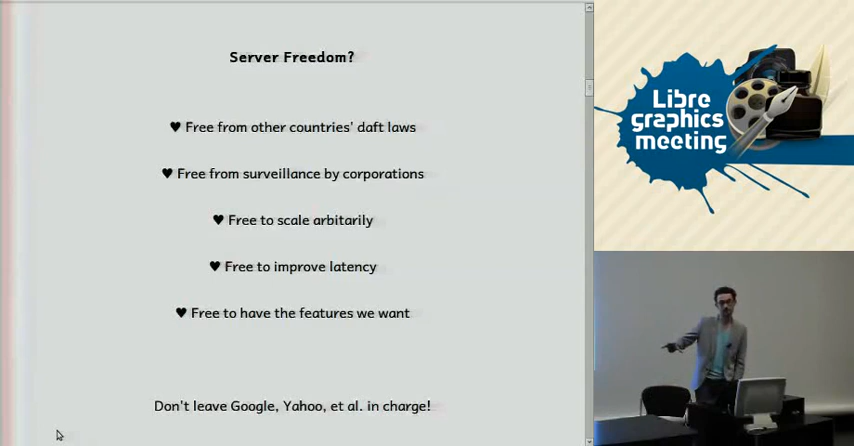 Server Freedom?
♥ Free from other countries' daft laws
♥ Free from surveillance by corporations
♥ Free to scale arbitarily
♥ Free to improve latency
♥ Free to have the features we want
Don't leave Google, Yahoo, et al. in charge!
Libre
graphics
meeting